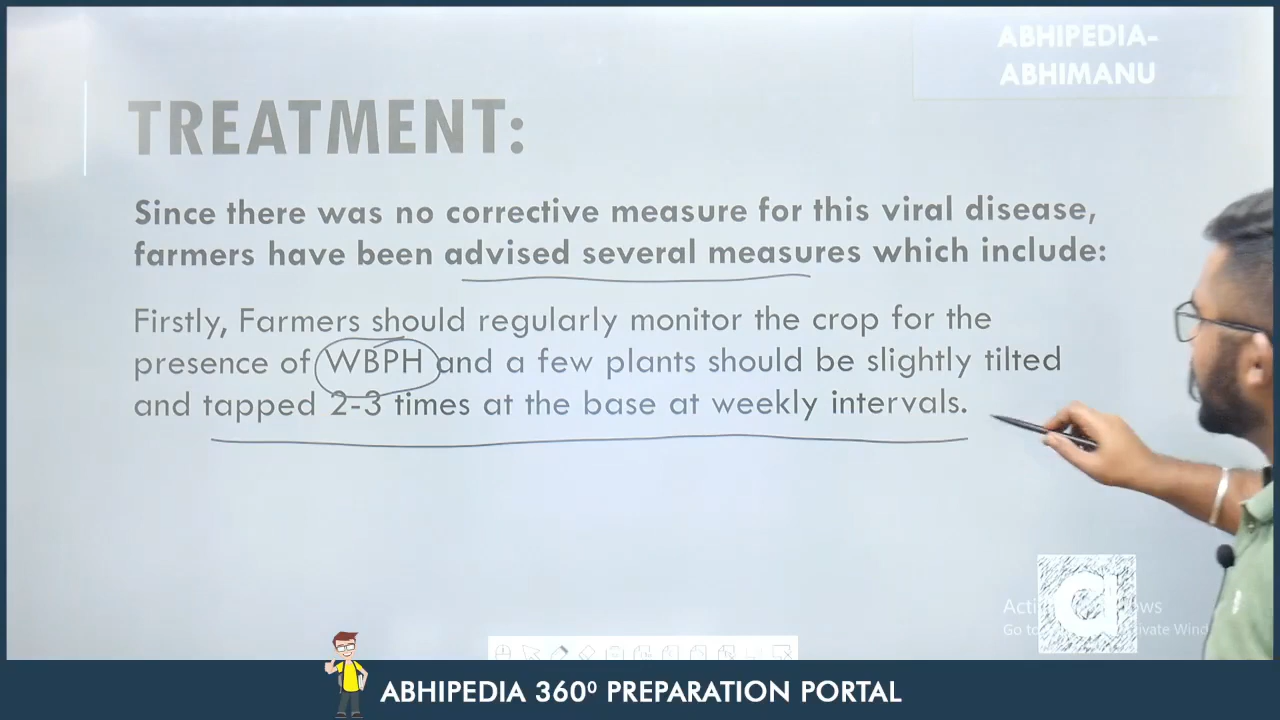 ABHIPEDIA-
ABHIMANU
TREATMENT:
Since there was no corrective measure for this viral disease,
farmers have been advised several measures which include:
Firstly, Farmers should regularly monitor the crop for the
presence of WBPH and a few plants should be slightly tilted
and tapped 2-3 times at the base at weekly intervals.
a
ABHIPEDIA 360⁰ PREPARATION PORTAL